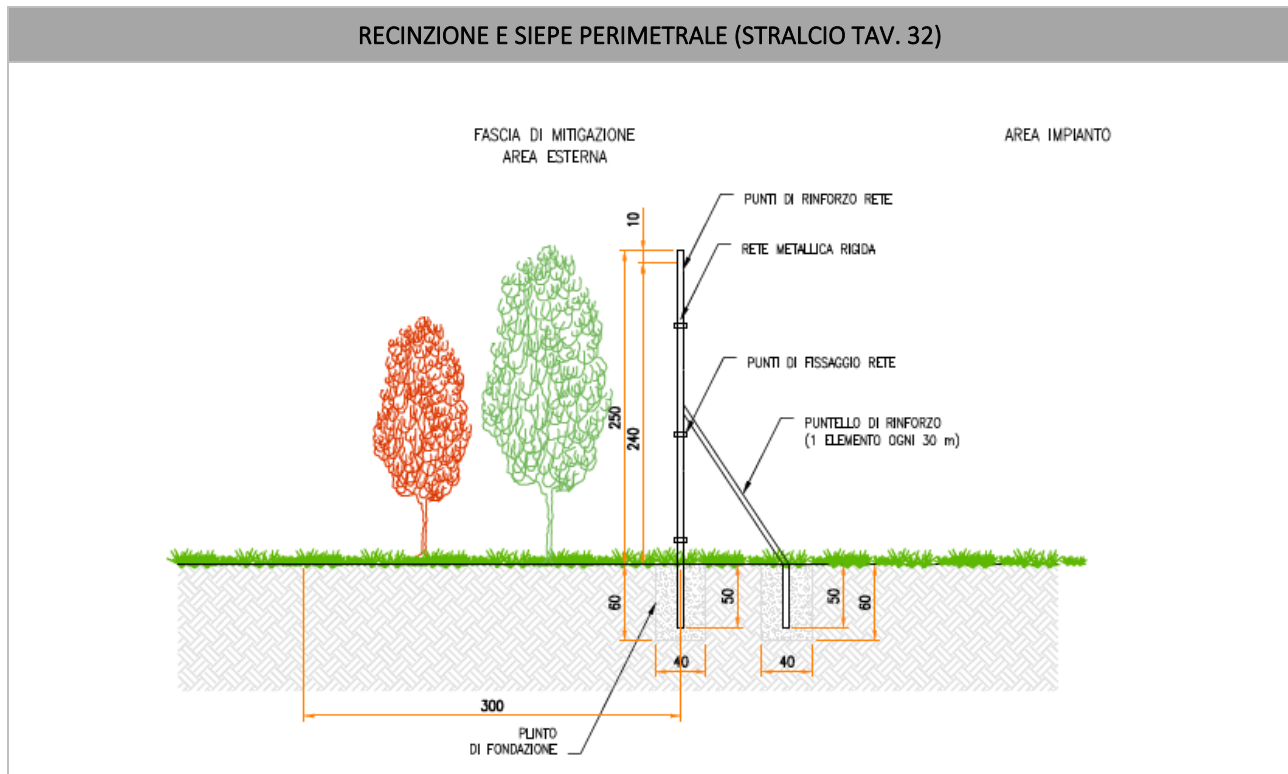 RECINZIONE E SIEPE PERIMETRALE (STRALCIO TAV. 32)
FASCIA DI MITIGAZIONE
AREA ESTERNA
AREA IMPIANTO
PUNTI DI RINFORZO RETE
10
RETE METALLICA RIGIDA
PUNTI DI FISSAGGIO RETE
250
240
PUNTELLO DI RINFORZO
(1 ELEMENTO OGNI 30 m)
60
50
50
60
40
40
300
PLINTO
DI FONDAZIONE